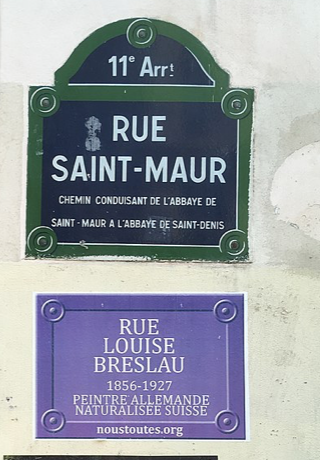 11e Arrt
RUE
SAINT-MAUR
CHEMIN CONDUISANT DE L'ABBAYE DE
SAINT-MAUR A L'ABBAYE DE SAINT-DENIS
RUE
LOUISE
BRESLAU
1856-1927
PEINTRE ALLEMANDE
NATURALISÉE SUISSE
noustoutes.org